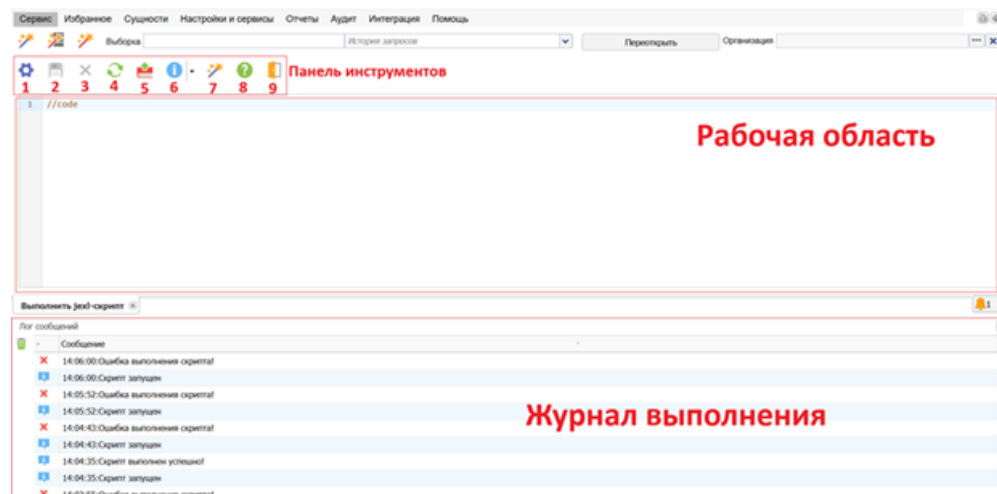 Сервис Избранное Сущности Настройки и сервисы Отчеты Аудит Интеграция Помощь
Выборка История запросов Переоткрыть Организация
Панель инструментов
1 2 3 4 5 6 7 8 9
1 //code
Рабочая область
Выполнить jexl-скрипт 1
Лог сообщений
Сообщение
14:06:00:Ошибка выполнения скрипта!
14:06:00:Скрипт запущен
14:05:52:Ошибка выполнения скрипта!
14:05:52:Скрипт запущен
Журнал выполнения
14:04:43:Ошибка выполнения скрипта!
14:04:43:Скрипт запущен
14:04:35:Скрипт выполнен успешно!
14:04:35:Скрипт запущен